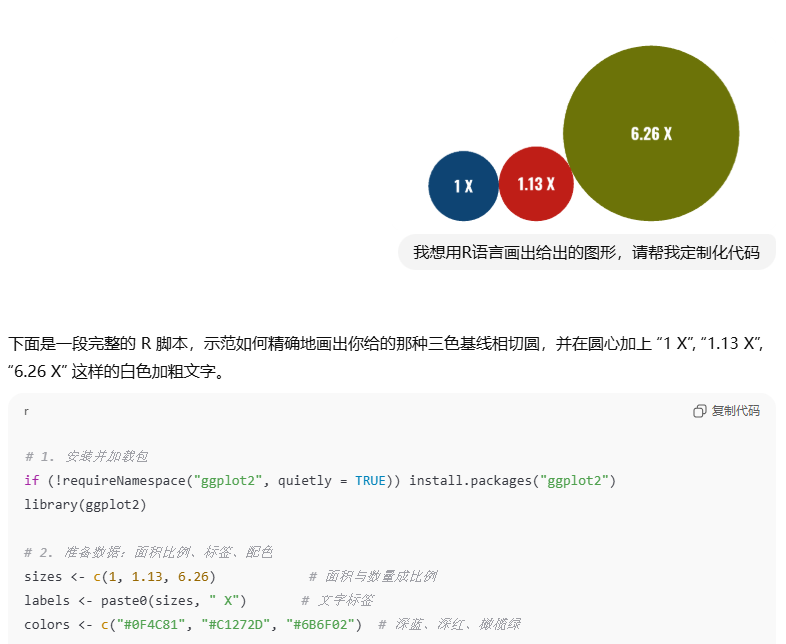 6.26 X
1 X
1.13 X
我想用R语言画出给出的图形，请帮我定制化代码
下面是一段完整的 R 脚本，示范如何精确地画出你给的那种三色基线相切圆，并在圆心加上 “1 X”, “1.13 X”,
“6.26 X” 这样的白色加粗文字。
r
复制代码
# 1. 安装并加载包
if (!requireNamespace("ggplot2", quietly = TRUE)) install.packages("ggplot2")
library(ggplot2)
# 2. 准备数据：面积比例、标签、配色
sizes <- c(1, 1.13, 6.26) # 面积与数量成比例
labels <- paste0(sizes, " X") # 文字标签
colors <- c("#0F4C81", "#C1272D", "#6B6F02") # 深蓝、深红、橄榄绿